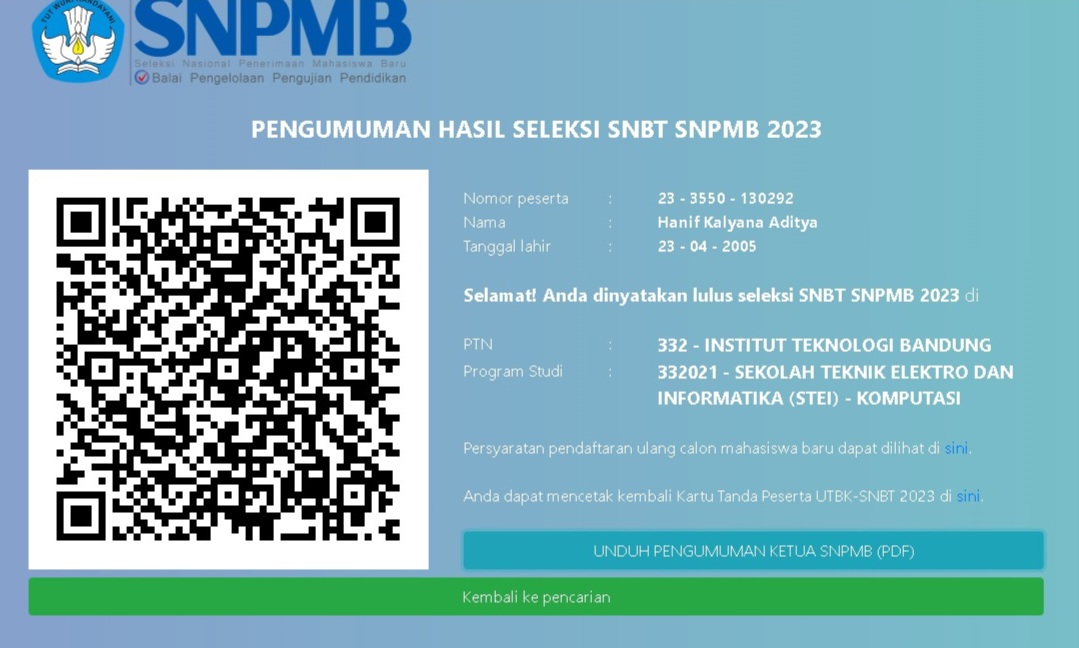 TUT WURI HANDAYANI
SNPMB
Seleksi Nasional Penerimaan Mahasiswa Baru
Balai Pengelolaan Pengujian Pendidikan
PENGUMUMAN HASIL SELEKSI SNBT SNPMB 2023
Nomor peserta : 23 - 3550 - 130292
Nama : Hanif Kalyana Aditya
Tanggal lahir : 23 - 04 - 2005
Selamat! Anda dinyatakan lulus seleksi SNBT SNPMB 2023 di
PTN : 332 - INSTITUT TEKNOLOGI BANDUNG
Program Studi : 332021 - SEKOLAH TEKNIK ELEKTRO DAN
INFORMATIKA (STEI) - KOMPUTASI
Persyaratan pendaftaran ulang calon mahasiswa baru dapat dilihat di sini.
Anda dapat mencetak kembali Kartu Tanda Peserta UTBK-SNBT 2023 di sini.
UNDUH PENGUMUMAN KETUA SNPMB (PDF)
Kembali ke pencarian